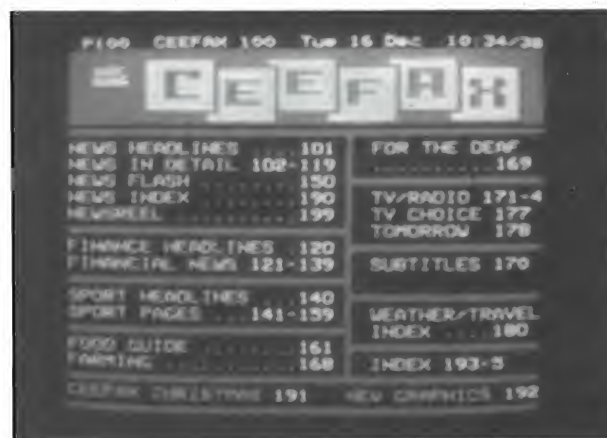 P100 CEEFAX 100 Tue 16 Dec 10:34/38
CEEFAX
NEWS HEADLINES ....101
NEWS IN DETAIL 102-119
NEWS FLASH ........150
NEWS INDEX ........190
NEWSREEL ..........199
FINANCE HEADLINES .120
FINANCIAL NEWS 121-139
SPORT HEADLINES ...140
SPORT PAGES ...141-159
FOOD GUIDE ........161
FARMING ...........168
FOR THE DEAF
............169
TV/RADIO 171-4
TV CHOICE 177
TOMORROW 178
SUBTITLES 170
WEATHER/TRAVEL
INDEX ....180
INDEX 193-5
CEEFAX CHRISTMAS 191 NEW GRAPHICS 192